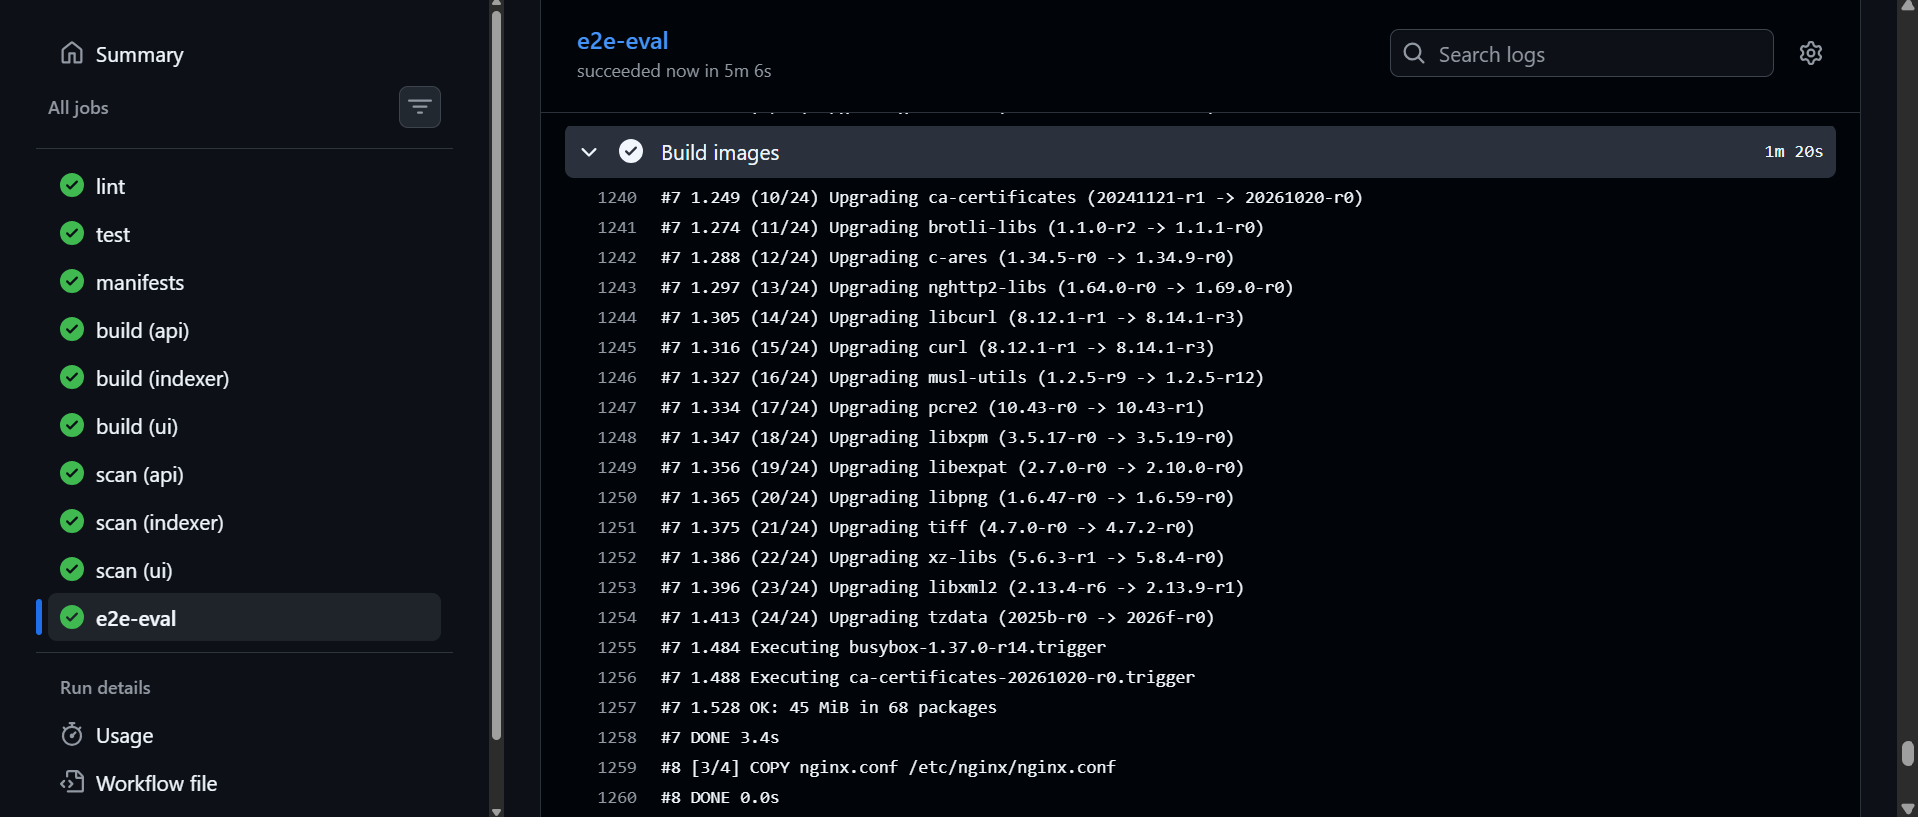 Summary
All jobs
lint
test
manifests
build (api)
build (indexer)
build (ui)
scan (api)
scan (indexer)
scan (ui)
e2e-eval
Run details
Usage
Workflow file
e2e-eval
succeeded now in 5m 6s
Search logs
Build images 1m 20s
1240 #7 1.249 (10/24) Upgrading ca-certificates (20241121-r1 -> 20261020-r0)
1241 #7 1.274 (11/24) Upgrading brotli-libs (1.1.0-r2 -> 1.1.1-r0)
1242 #7 1.288 (12/24) Upgrading c-ares (1.34.5-r0 -> 1.34.9-r0)
1243 #7 1.297 (13/24) Upgrading nghttp2-libs (1.64.0-r0 -> 1.69.0-r0)
1244 #7 1.305 (14/24) Upgrading libcurl (8.12.1-r1 -> 8.14.1-r3)
1245 #7 1.316 (15/24) Upgrading curl (8.12.1-r1 -> 8.14.1-r3)
1246 #7 1.327 (16/24) Upgrading musl-utils (1.2.5-r9 -> 1.2.5-r12)
1247 #7 1.334 (17/24) Upgrading pcre2 (10.43-r0 -> 10.43-r1)
1248 #7 1.347 (18/24) Upgrading libxpm (3.5.17-r0 -> 3.5.19-r0)
1249 #7 1.356 (19/24) Upgrading libexpat (2.7.0-r0 -> 2.10.0-r0)
1250 #7 1.365 (20/24) Upgrading libpng (1.6.47-r0 -> 1.6.59-r0)
1251 #7 1.375 (21/24) Upgrading tiff (4.7.0-r0 -> 4.7.2-r0)
1252 #7 1.386 (22/24) Upgrading xz-libs (5.6.3-r1 -> 5.8.4-r0)
1253 #7 1.396 (23/24) Upgrading libxml2 (2.13.4-r6 -> 2.13.9-r1)
1254 #7 1.413 (24/24) Upgrading tzdata (2025b-r0 -> 2026f-r0)
1255 #7 1.484 Executing busybox-1.37.0-r14.trigger
1256 #7 1.488 Executing ca-certificates-20261020-r0.trigger
1257 #7 1.528 OK: 45 MiB in 68 packages
1258 #7 DONE 3.4s
1259 #8 [3/4] COPY nginx.conf /etc/nginx/nginx.conf
1260 #8 DONE 0.0s